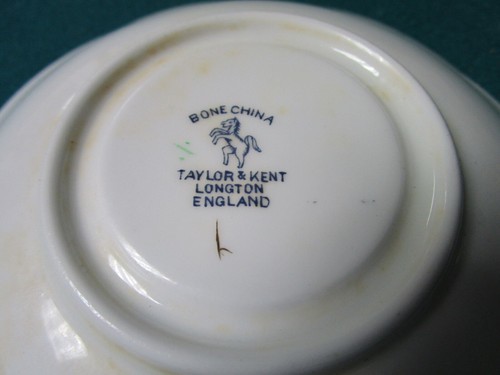 BONE CHINA
TAYLOR & KENT
LONGTON
ENGLAND